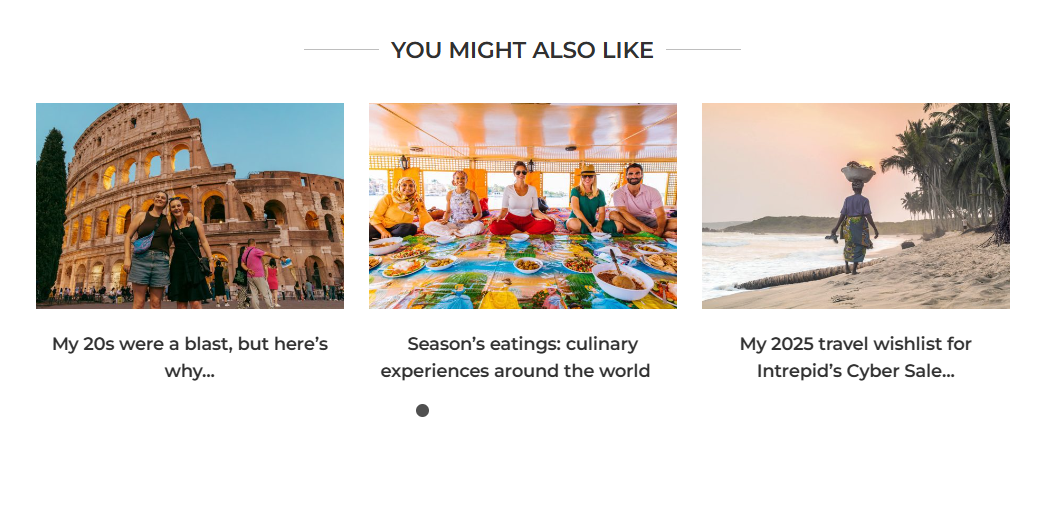 YOU MIGHT ALSO LIKE
My 20s were a blast, but here’s
why...
Season’s eatings: culinary
experiences around the world
My 2025 travel wishlist for
Intrepid’s Cyber Sale...